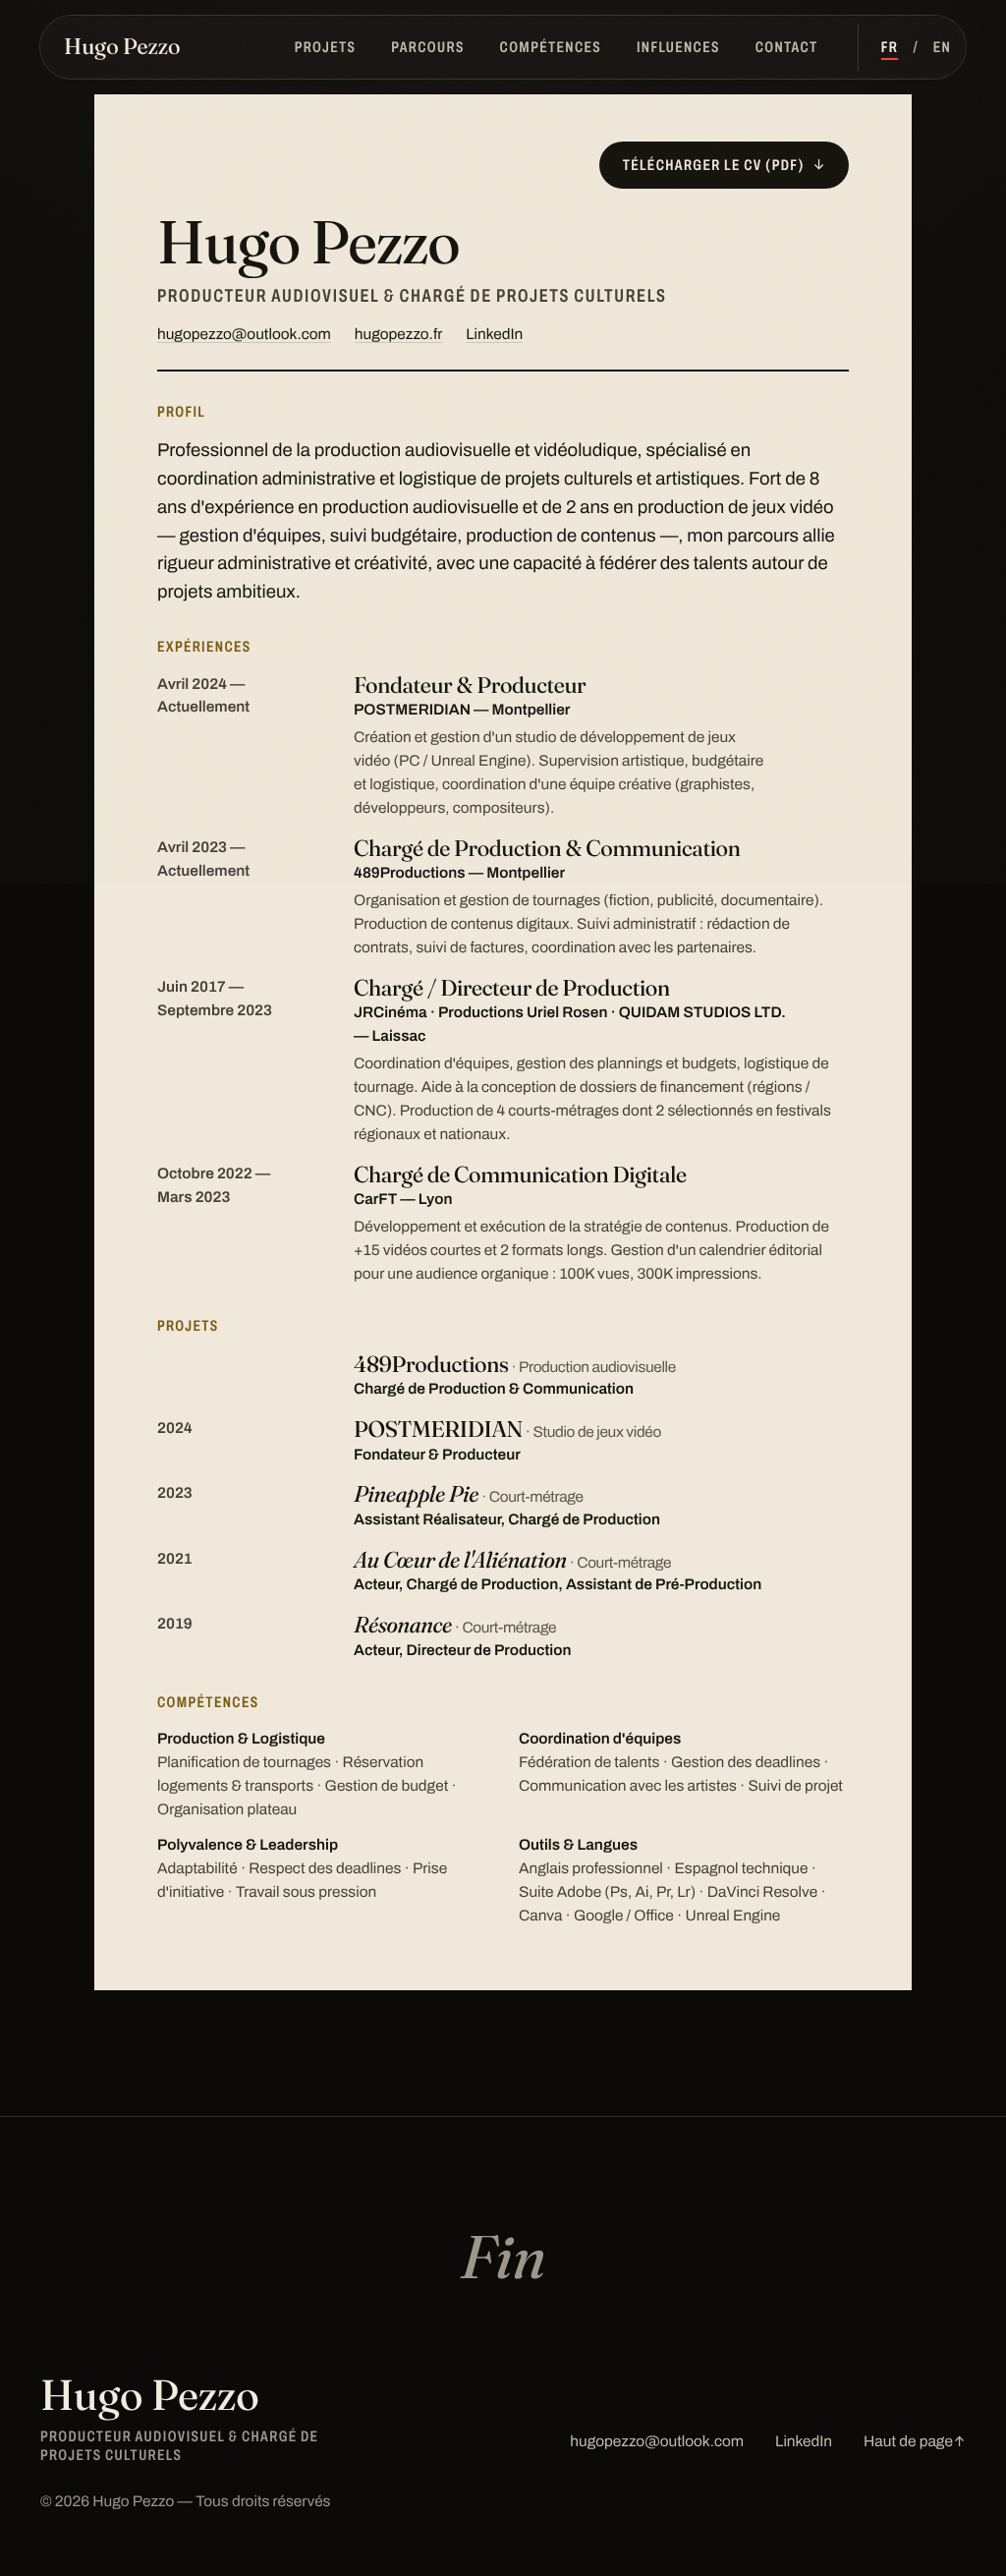 Hugo Pezzo
PROJETS PARCOURS COMPÉTENCES INFLUENCES CONTACT FR / EN
TÉLÉCHARGER LE CV (PDF) ↓
Hugo Pezzo
PRODUCTEUR AUDIOVISUEL & CHARGÉ DE PROJETS CULTURELS
hugopezzo@outlook.com hugopezzo.fr LinkedIn
PROFIL
Professionnel de la production audiovisuelle et vidéoludique, spécialisé en
coordination administrative et logistique de projets culturels et artistiques. Fort de 8
ans d'expérience en production audiovisuelle et de 2 ans en production de jeux vidéo
— gestion d'équipes, suivi budgétaire, production de contenus —, mon parcours allie
rigueur administrative et créativité, avec une capacité à fédérer des talents autour de
projets ambitieux.
EXPÉRIENCES
Avril 2024 —
Actuellement
Fondateur & Producteur
POSTMERIDIAN — Montpellier
Création et gestion d'un studio de développement de jeux
vidéo (PC / Unreal Engine). Supervision artistique, budgétaire
et logistique, coordination d'une équipe créative (graphistes,
développeurs, compositeurs).
Avril 2023 —
Actuellement
Chargé de Production & Communication
489Productions — Montpellier
Organisation et gestion de tournages (fiction, publicité, documentaire).
Production de contenus digitaux. Suivi administratif : rédaction de
contrats, suivi de factures, coordination avec les partenaires.
Juin 2017 —
Septembre 2023
Chargé / Directeur de Production
JRCinéma · Productions Uriel Rosen · QUIDAM STUDIOS LTD.
— Laissac
Coordination d'équipes, gestion des plannings et budgets, logistique de
tournage. Aide à la conception de dossiers de financement (régions /
CNC). Production de 4 courts-métrages dont 2 sélectionnés en festivals
régionaux et nationaux.
Octobre 2022 —
Mars 2023
Chargé de Communication Digitale
CarFT — Lyon
Développement et exécution de la stratégie de contenus. Production de
+15 vidéos courtes et 2 formats longs. Gestion d'un calendrier éditorial
pour une audience organique : 100K vues, 300K impressions.
PROJETS
489Productions · Production audiovisuelle
Chargé de Production & Communication
2024
POSTMERIDIAN · Studio de jeux vidéo
Fondateur & Producteur
2023
Pineapple Pie · Court-métrage
Assistant Réalisateur, Chargé de Production
2021
Au Cœur de l'Aliénation · Court-métrage
Acteur, Chargé de Production, Assistant de Pré-Production
2019
Résonance · Court-métrage
Acteur, Directeur de Production
COMPÉTENCES
Production & Logistique
Planification de tournages · Réservation
logements & transports · Gestion de budget ·
Organisation plateau
Coordination d'équipes
Fédération de talents · Gestion des deadlines ·
Communication avec les artistes · Suivi de projet
Polyvalence & Leadership
Adaptabilité · Respect des deadlines · Prise
d'initiative · Travail sous pression
Outils & Langues
Anglais professionnel · Espagnol technique ·
Suite Adobe (Ps, Ai, Pr, Lr) · DaVinci Resolve ·
Canva · Google / Office · Unreal Engine
Fin
Hugo Pezzo
PRODUCTEUR AUDIOVISUEL & CHARGÉ DE
PROJETS CULTURELS
hugopezzo@outlook.com LinkedIn Haut de page↑
© 2026 Hugo Pezzo — Tous droits réservés